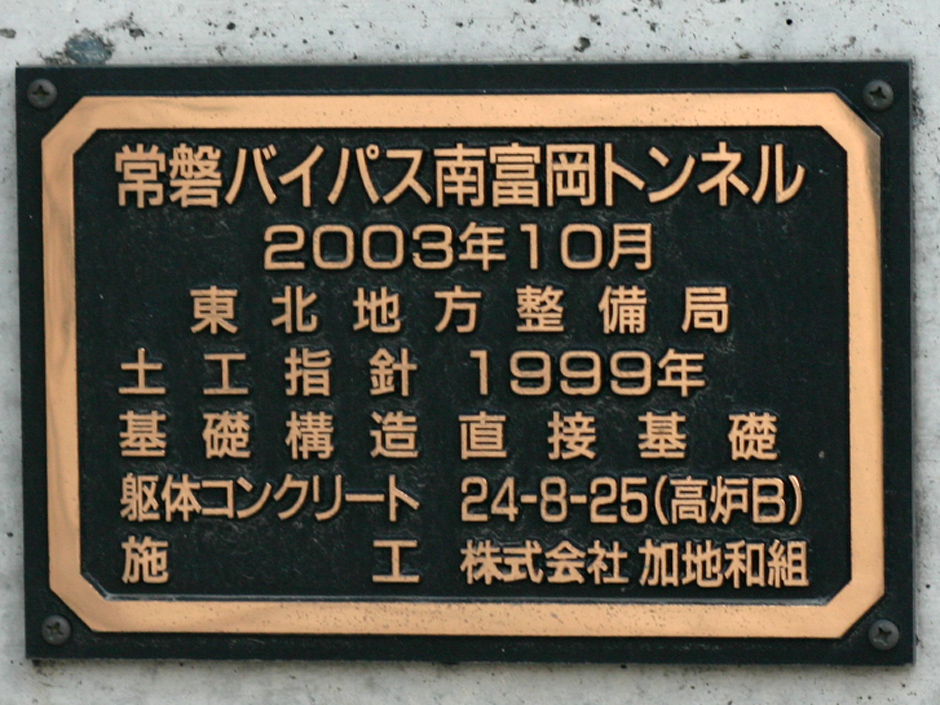 常磐バイパス南富岡トンネル
2003年10月
東北地方整備局
土工指針 1999年
基礎構造 直接基礎
躯体コンクリート 24-8-25(高炉B)
施工 株式会社 加地和組